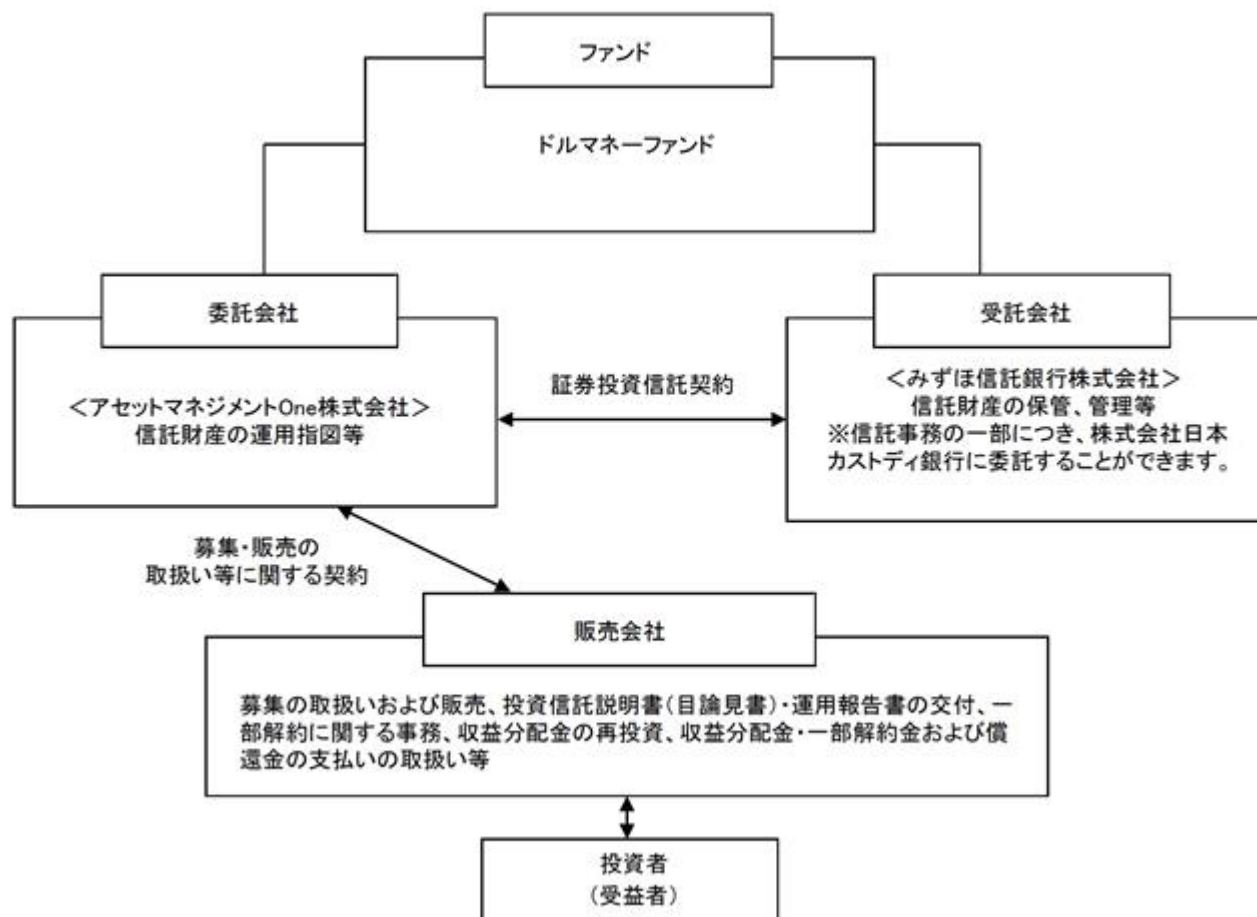 ファンド
ドルマネーファンド
委託会社
<アセットマネジメントOne株式会社>
信託財産の運用指図等
証券投資信託契約
受託会社
<みずほ信託銀行株式会社>
信託財産の保管、管理等
※信託事務の一部につき、株式会社日本
カストディ銀行に委託することができます。
募集・販売の
取扱い等に関する契約
販売会社
募集の取扱いおよび販売、投資信託説明書(目論見書)・運用報告書の交付、一
部解約に関する事務、収益分配金の再投資、収益分配金・一部解約金および償
還金の支払いの取扱い等
投資者
(受益者)